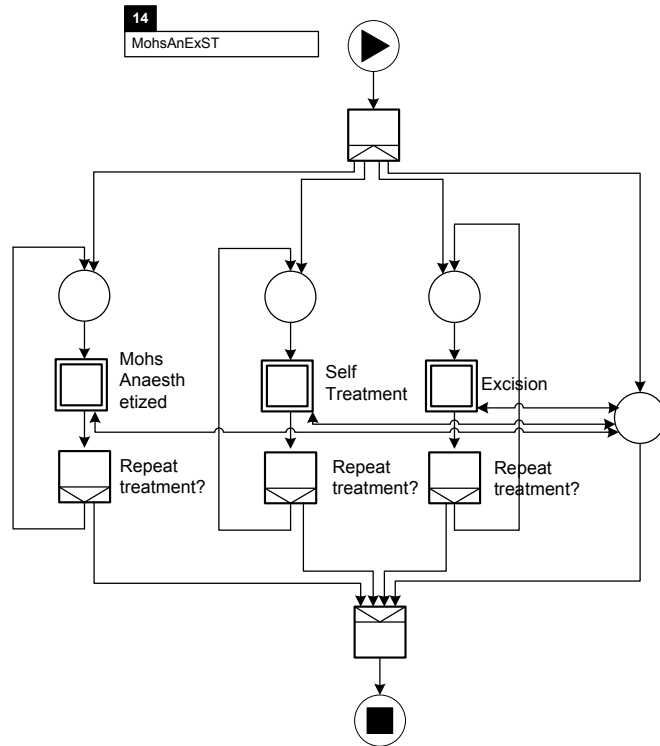 14
MohsAnExST
Mohs
Anaesth
etized
Self
Treatment
Excision
Repeat
treatment?
Repeat
treatment?
Repeat
treatment?